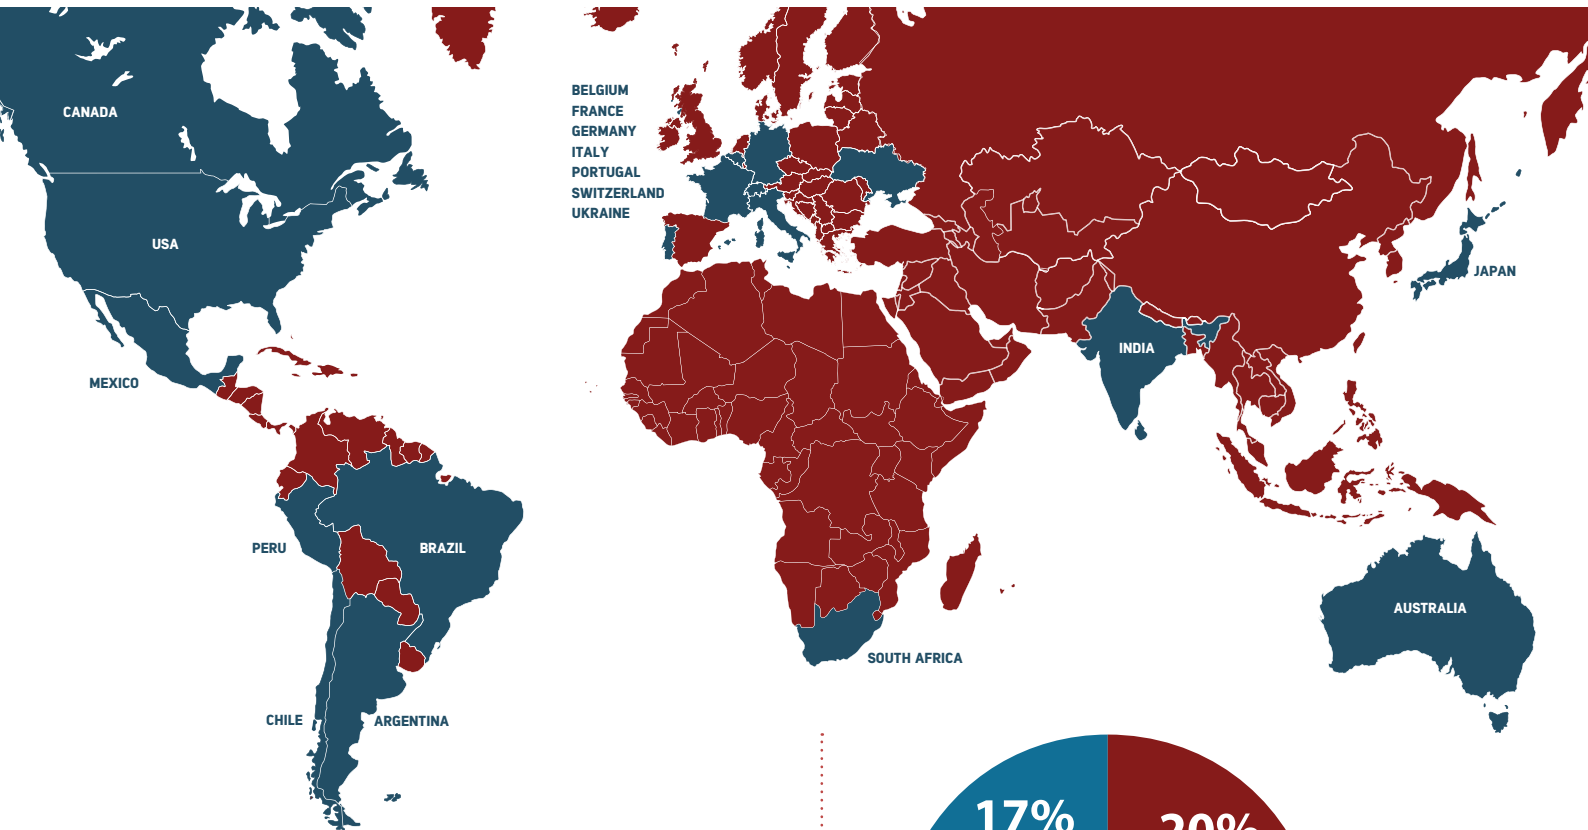 BELGIUM
FRANCE
GERMANY
ITALY
PORTUGAL
SWITZERLAND
UKRAINE
CANADA
USA
MEXICO
JAPAN
INDIA
PERU
BRAZIL
AUSTRALIA
SOUTH AFRICA
CHILE
ARGENTINA
17%
20%